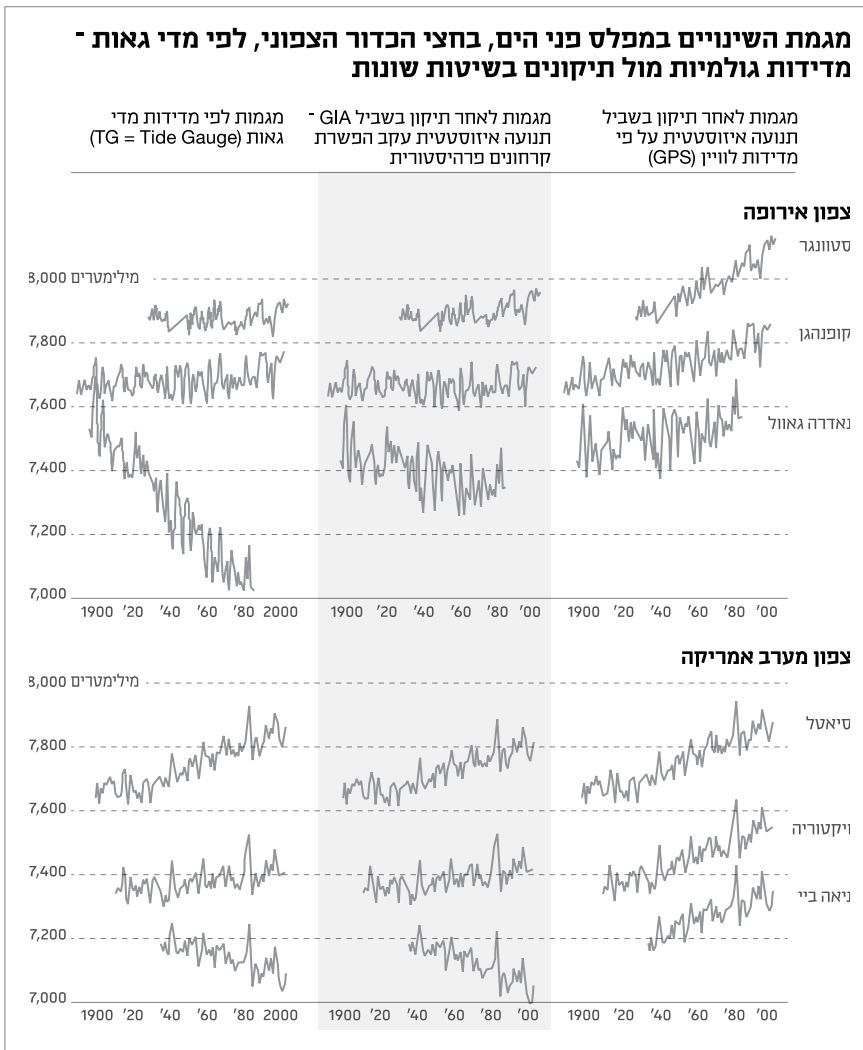 מגמת השינויים במפלס פני הים, בחצי הכדור הצפוני, לפי מדי גאות -
מדידות גולמיות מול תיקונים בשיטות שונות
מגמות לאחר תיקון בשביל
תנועה איזוסטטית על פי
מדידות לוויין (GPS)
מגמות לאחר תיקון בשביל GIA -
תנועה איזוסטטית עקב הפשרת
קרחונים פרהיסטורית
מגמות לפי מדידות מדי
גאות (TG = Tide Gauge)
צפון אירופה
סטוונגר
קופנהגן
נאדרה גאוול
8,000 מילימטרים
7,800
7,600
7,400
7,200
7,000
1900 '20 '40 '60 '80 2000
1900 '20 '40 '60 '80 '00
1900 '20 '40 '60 '80 '00
צפון מערב אמריקה
סיאטל
ויקטוריה
ניאה ביי
8,000 מילימטרים
7,800
7,600
7,400
7,200
7,000
1900 '20 '40 '60 '80 2000
1900 '20 '40 '60 '80 '00
1900 '20 '40 '60 '80 '00